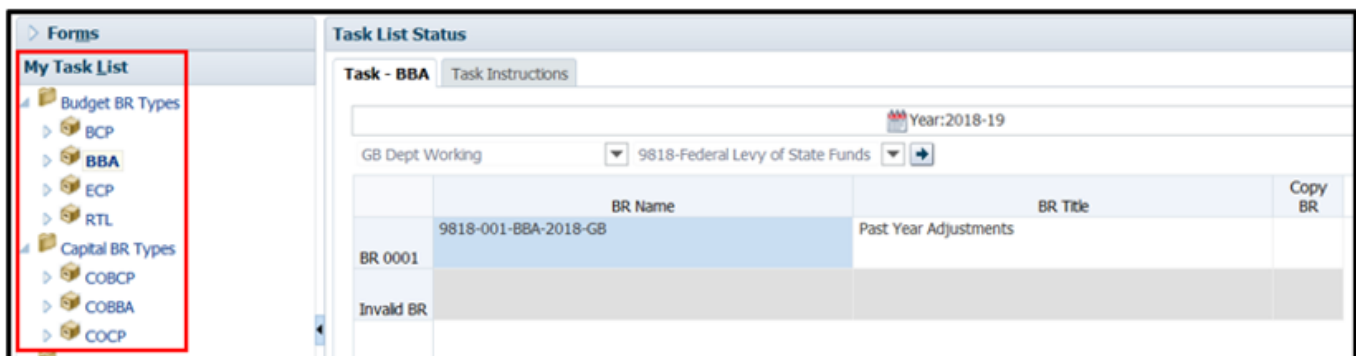 Forms
My Task List
Budget BR Types
BCP
BBA
ECP
RTL
Capital BR Types
COBCP
COBBA
COCP
Task List Status
Task - BBA Task Instructions
Year:2018-19
GB Dept Working 9818-Federal Levy of State Funds
BR Name BR Title Copy BR
BR 0001 9818-001-BBA-2018-GB Past Year Adjustments
Invalid BR